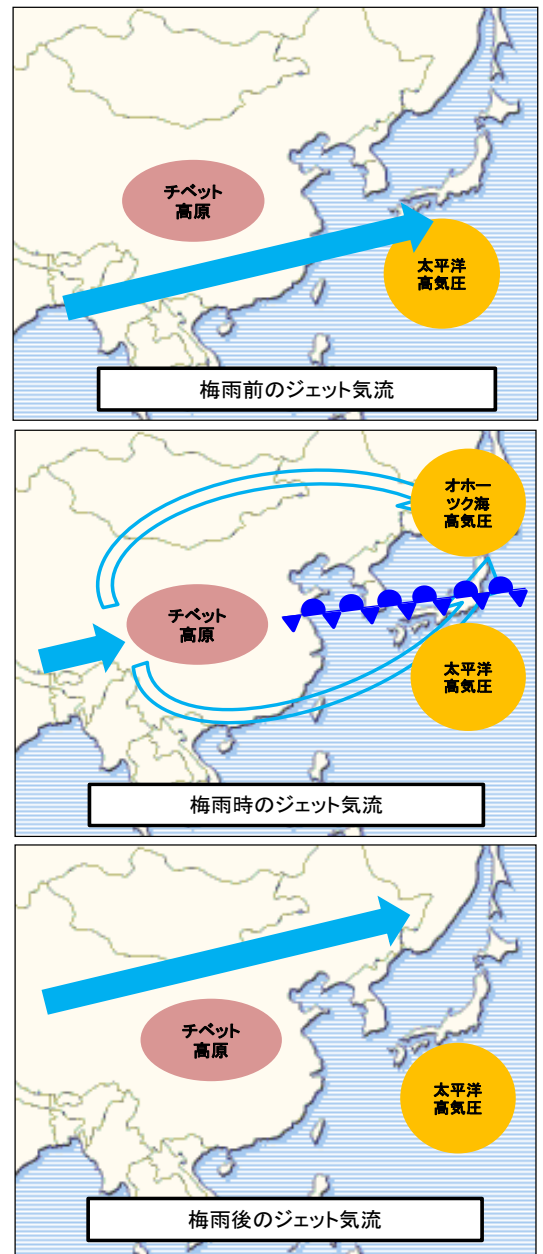 チベット
高原
太平洋
高気圧
梅雨前のジェット気流
オホー
ツク海
高気圧
チベット
高原
太平洋
高気圧
梅雨時のジェット気流
チベット
高原
太平洋
高気圧
梅雨後のジェット気流